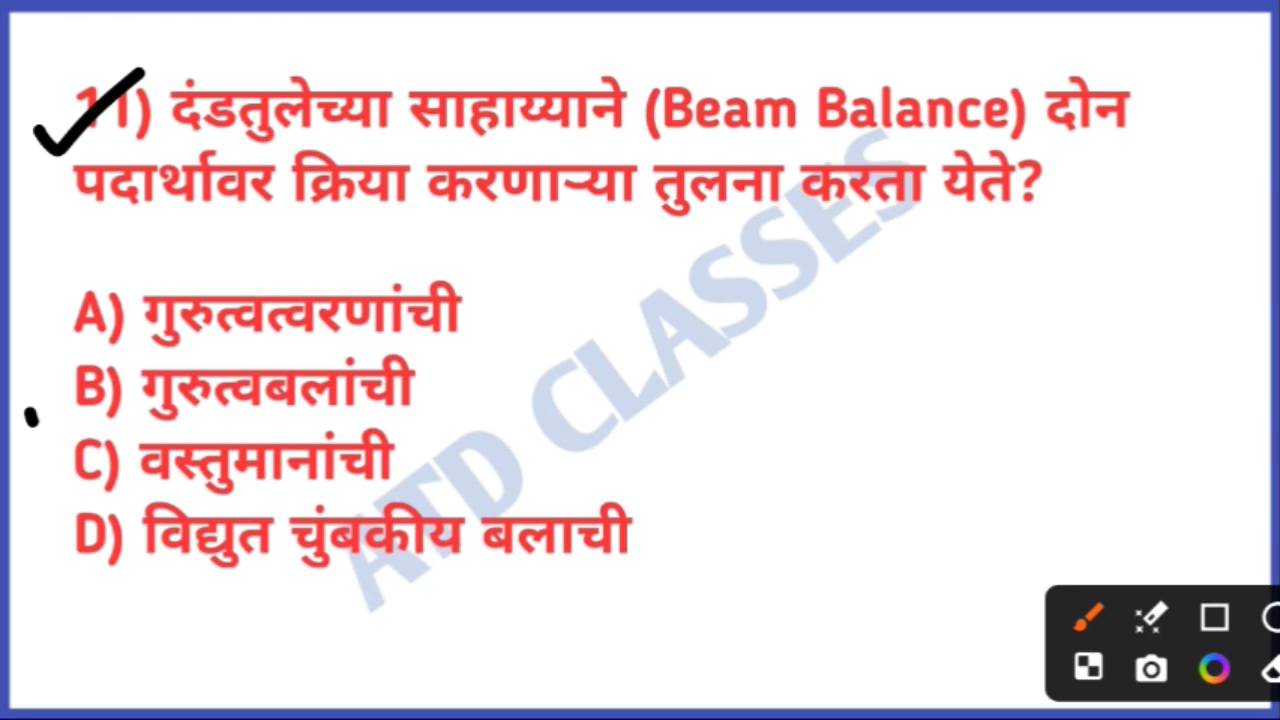 11) दंडतुलेच्या साहाय्याने (Beam Balance) दोन
पदार्थावर क्रिया करणाऱ्या तुलना करता येते?
A) गुरुत्वत्वरणांची
B) गुरुत्वबलांची
C) वस्तुमानांची
D) विद्युत चुंबकीय बलाची
ATD CLASSES